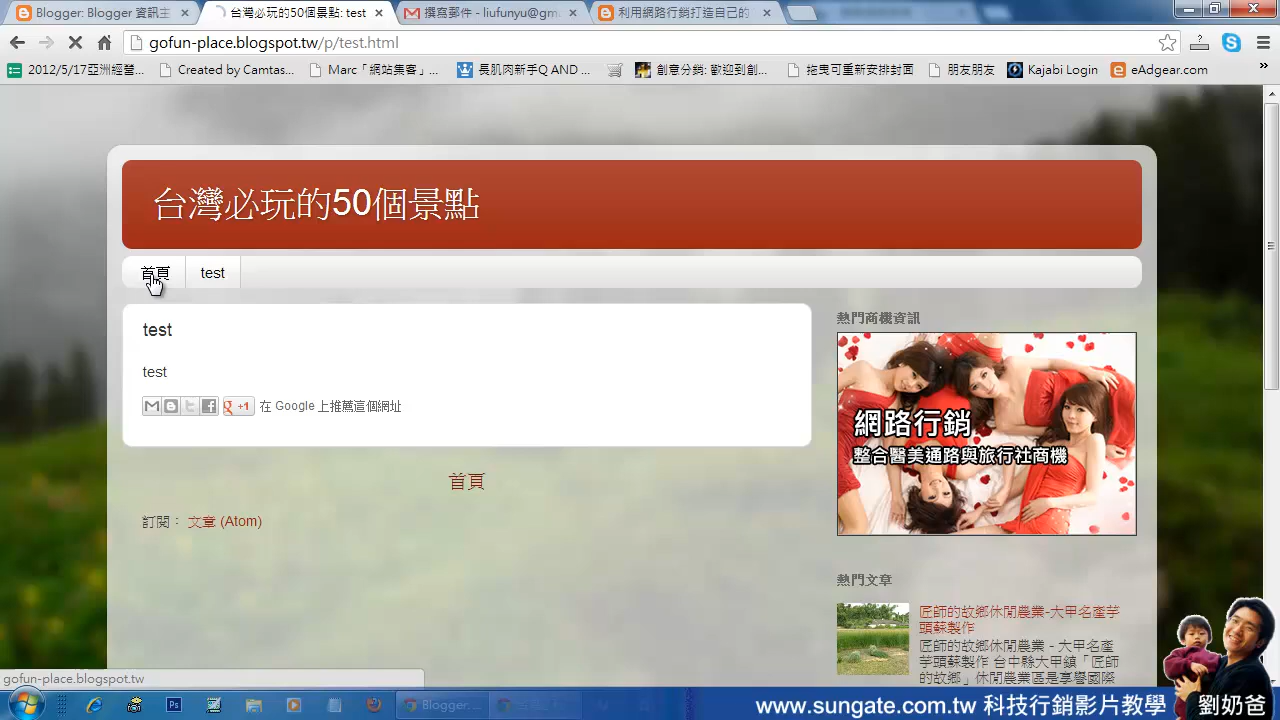 Blogger: Blogger 資訊主
台灣必玩的50個景點: test
撰寫郵件 - liufunyu@gm
利用網路行銷打造自己的
gofun-place.blogspot.tw/p/test.html
2012/5/17亞洲經營...
Created by Camtas...
Marc「網站集客」...
長肌肉新手Q AND...
創意分銷: 歡迎到創...
拖曳可重新安排封面
朋友朋友
Kajabi Login
eAdgear.com
»
台灣必玩的50個景點
首頁
test
test
test
+1
在 Google 上推薦這個網址
首頁
訂閱： 文章 (Atom)
熱門商機資訊
網路行銷
整合醫美通路與旅行社商機
熱門文章
匠師的故鄉休閒農業-大甲名產芋
頭蘇製作
匠師的故鄉休閒農業 - 大甲名產
芋頭蘇製作 台中縣大甲鎮「匠師
的故鄉」休閒農業區是享譽國際
gofun-place.blogspot.tw
Blogger:
www.sungate.com.tw 科技行銷影片教學
劉奶爸